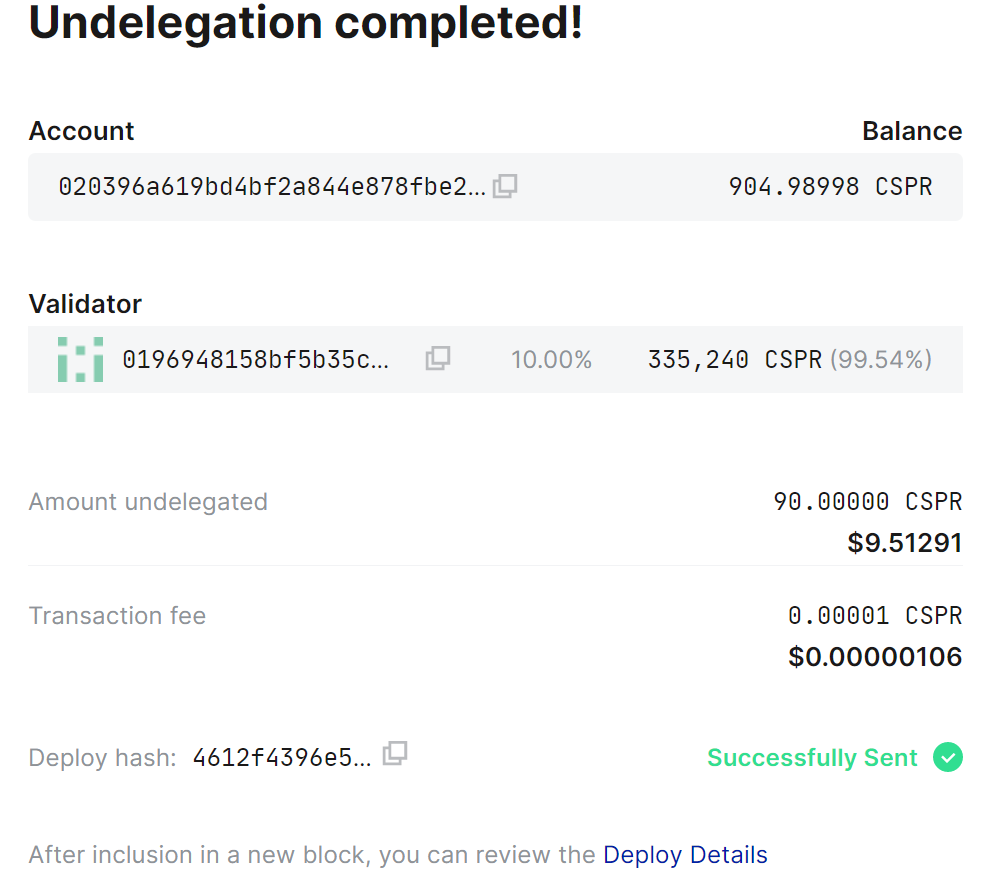 Undelegation completed!
Account Balance
020396a619bd4bf2a844e878fbe2... 904.98998 CSPR
Validator
0196948158bf5b35c... 10.00% 335,240 CSPR (99.54%)
Amount undelegated 90.00000 CSPR
$9.51291
Transaction fee 0.00001 CSPR
$0.00000106
Deploy hash: 4612f4396e5... Successfully Sent
After inclusion in a new block, you can review the Deploy Details